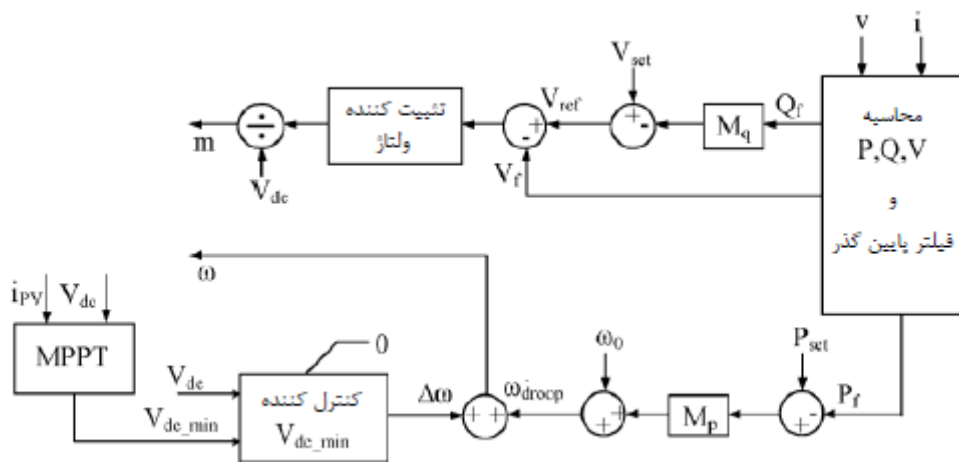 v i
V_set
V_ref
Q_f
M_q
محاسبه
P,Q,V
و
فیلتر پایین گذر
تثبیت کننده
ولتاژ
÷
m
V_dc
+ -
+ -
V_f
ω
i_PV V_dc
MPPT
0
V_dc
V_dc_min
کنترل کننده
V_dc_min
Δω
+ +
ω_droop
ω_0
+ +
M_p
P_set
+ -
P_f